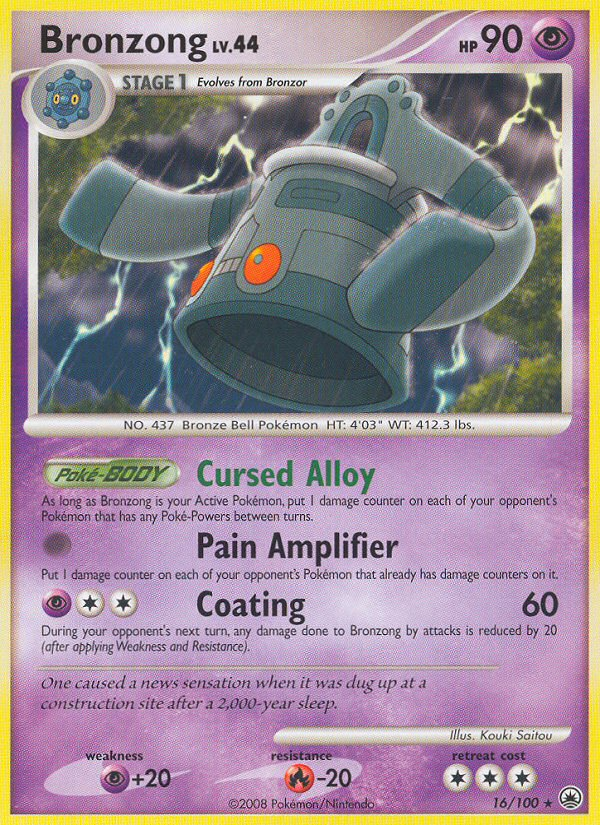 Bronzong LV.44 HP 90
STAGE 1 Evolves from Bronzor
NO. 437 Bronze Bell Pokémon HT: 4'03" WT: 412.3 lbs.
Poké-BODY Cursed Alloy
As long as Bronzong is your Active Pokémon, put 1 damage counter on each of your opponent's
Pokémon that has any Poké-Powers between turns.
Pain Amplifier
Put 1 damage counter on each of your opponent's Pokémon that already has damage counters on it.
Coating 60
During your opponent's next turn, any damage done to Bronzong by attacks is reduced by 20
(after applying Weakness and Resistance).
One caused a news sensation when it was dug up at a
construction site after a 2,000-year sleep.
Illus. Kouki Saitou
weakness resistance retreat cost
+20 -20
©2008 Pokémon/Nintendo 16/100 ★